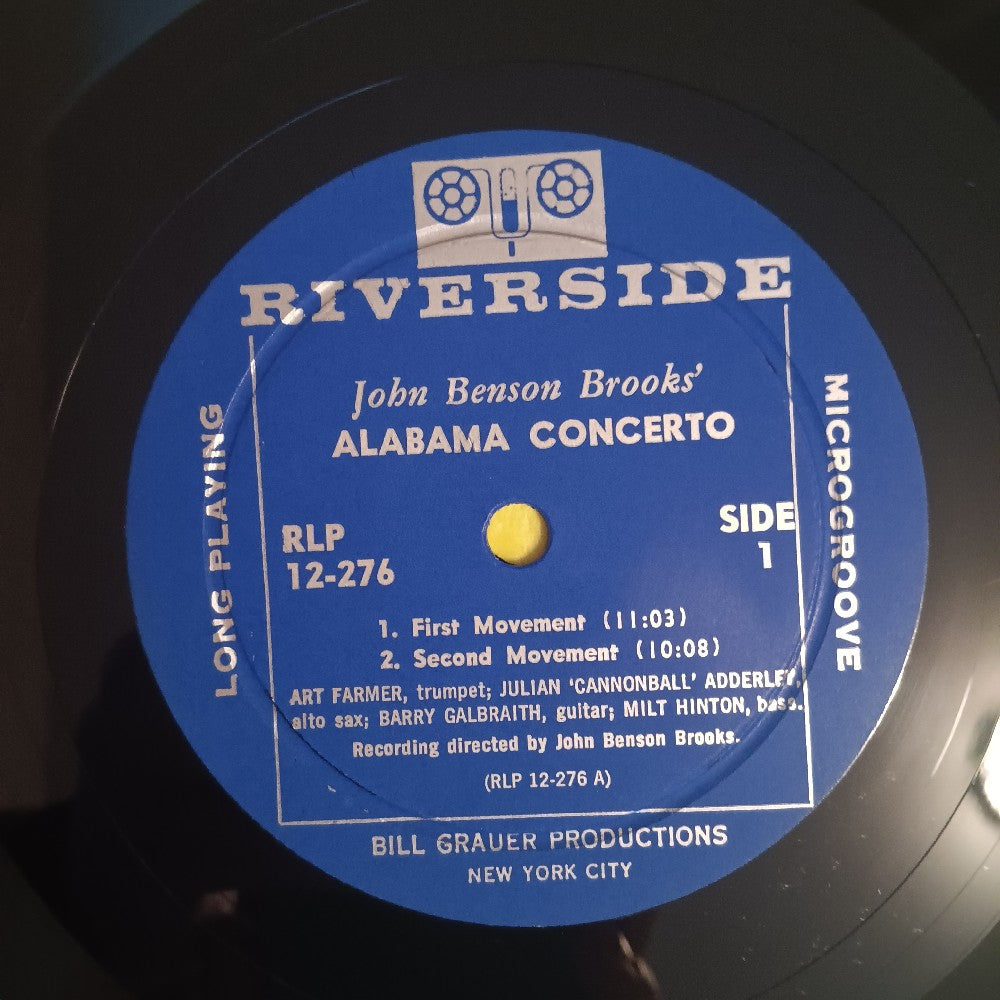 RIVERSIDE
John Benson Brooks'
ALABAMA CONCERTO
LONG PLAYING
MICROGROOVE
RLP
12-276
SIDE
1
1. First Movement (11:03)
2. Second Movement (10:08)
ART FARMER, trumpet; JULIAN 'CANNONBALL' ADDERLEY,
alto sax; BARRY GALBRAITH, guitar; MILT HINTON, bass.
Recording directed by John Benson Brooks.
(RLP 12-276 A)
BILL GRAUER PRODUCTIONS
NEW YORK CITY